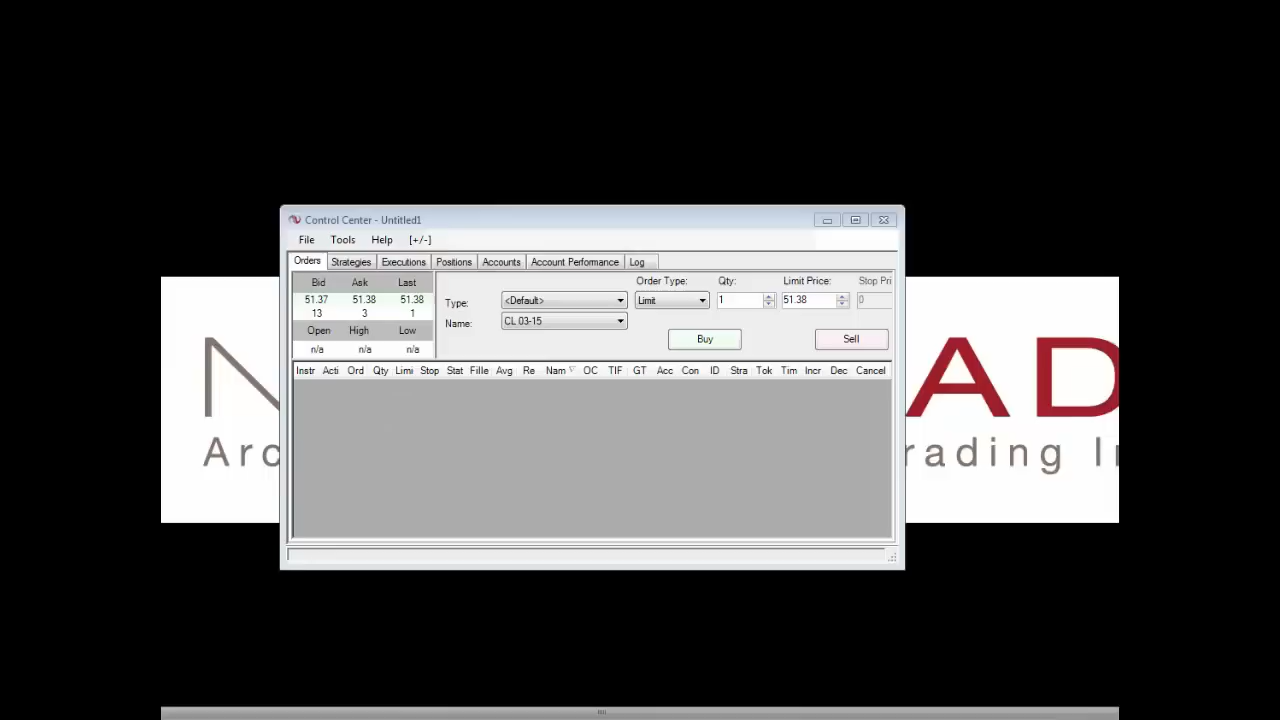 Control Center - Untitled1
File Tools Help [+/-]
Orders Strategies Executions Positions Accounts Account Performance Log
Bid Ask Last
51.37 51.38 51.38
13 3 1
Open High Low
n/a n/a n/a
Order Type: Qty: Limit Price: Stop Pri
Type: <Default> Limit 1 51.38 0
Name: CL 03-15
Buy Sell
Instr Acti Ord Qty Limi Stop Stat Fille Avg Re Nam OC TIF GT Acc Con ID Stra Tok Tim Incr Dec Cancel
N AD
Arc rading I